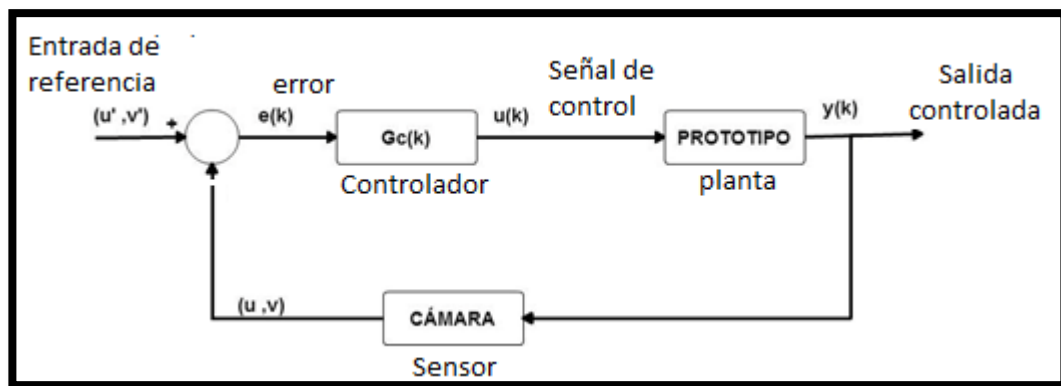 Entrada de
referencia
(u' ,v')
+
error
e(k)
Gc(k)
Controlador
u(k)
Señal de
control
PROTOTIPO
planta
y(k)
Salida
controlada
-
(u ,v)
CÁMARA
Sensor